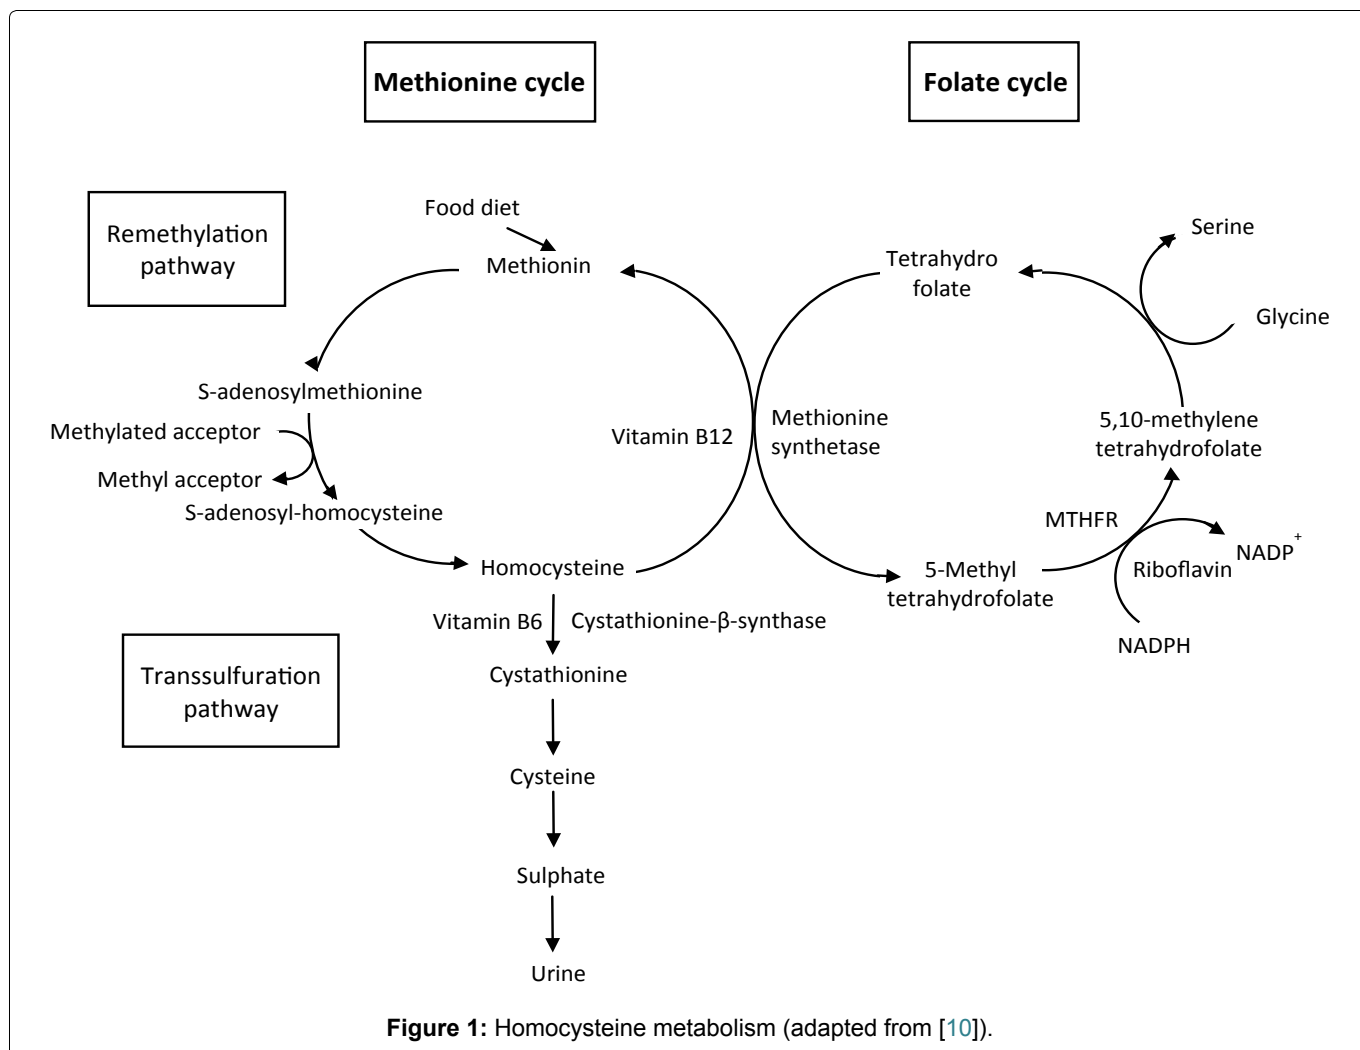 Methionine cycle
Folate cycle
Remethylation
pathway
Food diet
Methionin
Tetrahydro
folate
Serine
Glycine
S-adenosylmethionine
Methylated acceptor
Methyl acceptor
S-adenosyl-homocysteine
Vitamin B12
Methionine
synthetase
5,10-methylene
tetrahydrofolate
MTHFR
NADP+
Riboflavin
NADPH
Homocysteine
5-Methyl
tetrahydrofolate
Vitamin B6
Cystathionine-β-synthase
Transsulfuration
pathway
Cystathionine
Cysteine
Sulphate
Urine
Figure 1: Homocysteine metabolism (adapted from [10]).